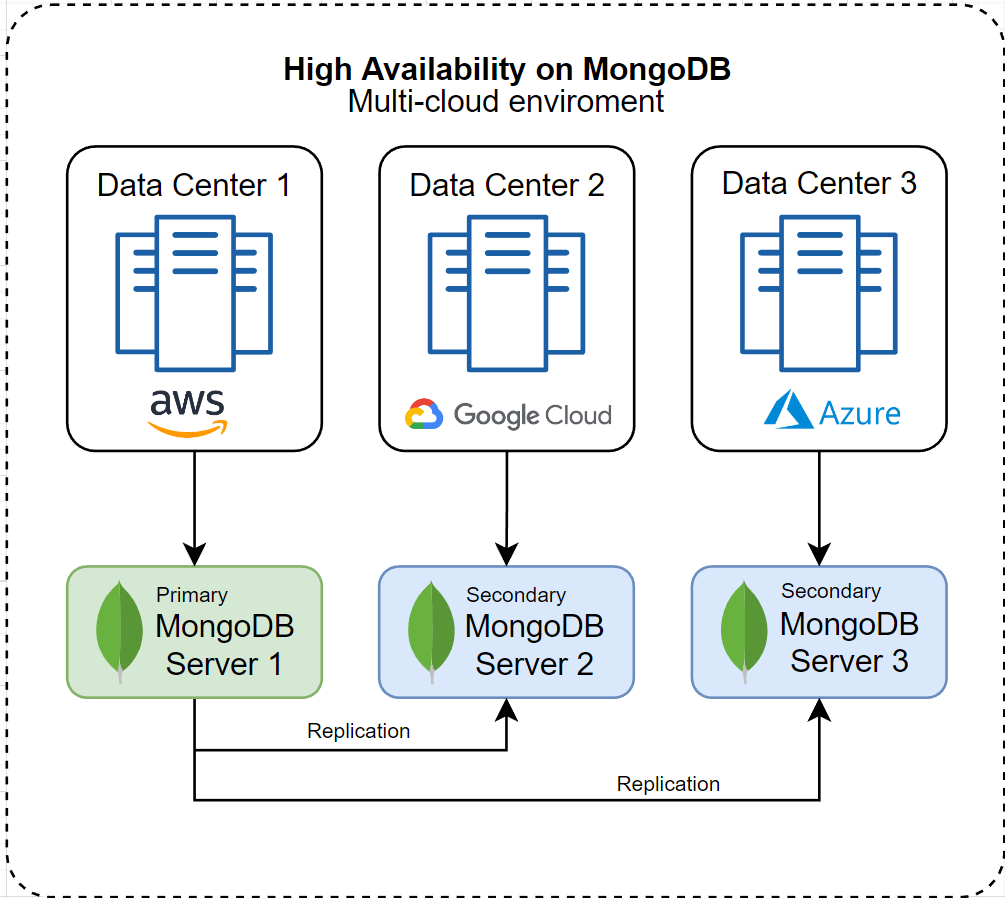 High Availability on MongoDB
Multi-cloud enviroment
Data Center 1
Data Center 2
Data Center 3
aws
Google Cloud
Azure
Primary
MongoDB
Server 1
Secondary
MongoDB
Server 2
Secondary
MongoDB
Server 3
Replication
Replication